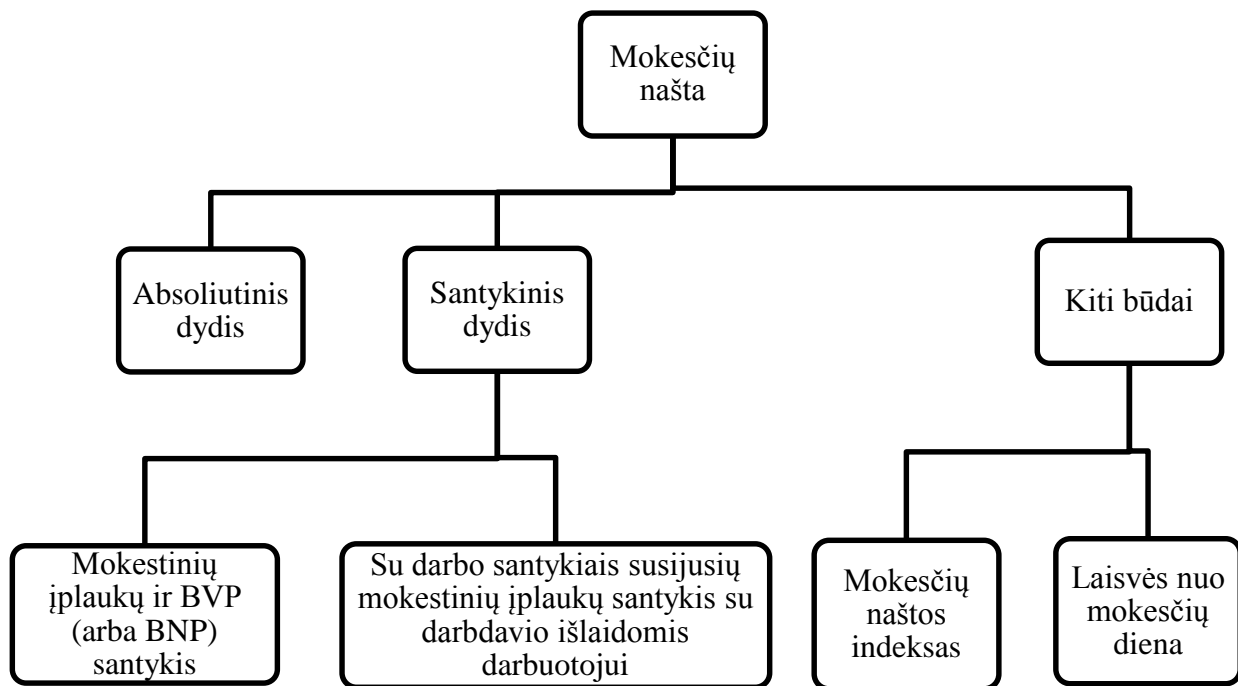 Mokesčių
našta
Absoliutinis
dydis
Santykinis
dydis
Kiti būdai
Mokestinių
įplaukų ir BVP
(arba BNP)
santykis
Su darbo santykiais susijusių
mokestinių įplaukų santykis su
darbdavio išlaidomis
darbuotojui
Mokesčių
naštos
indeksas
Laisvės nuo
mokesčių
diena